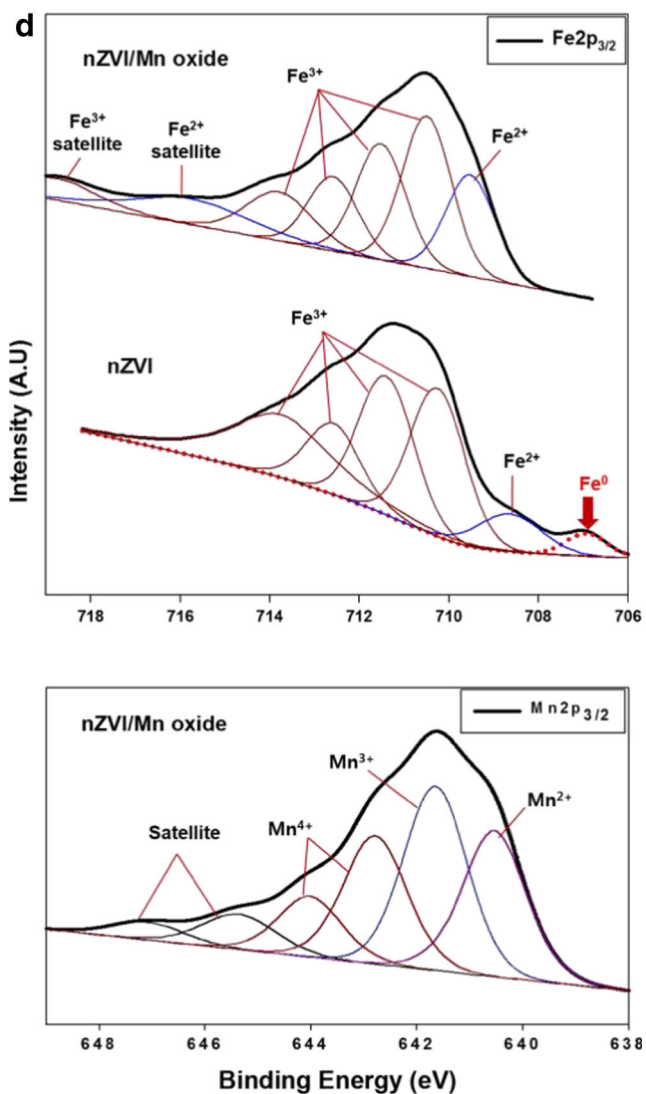 d
Fe2p3/2
nZVI/Mn oxide
Fe³⁺
Fe³⁺
satellite
Fe²⁺
satellite
Fe²⁺
Fe³⁺
nZVI
Fe²⁺
Fe⁰
Intensity (A.U)
718 716 714 712 710 708 706
nZVI/Mn oxide
Mn2p3/2
Mn³⁺
Mn²⁺
Mn⁴⁺
Satellite
648 646 644 642 640 638
Binding Energy (eV)